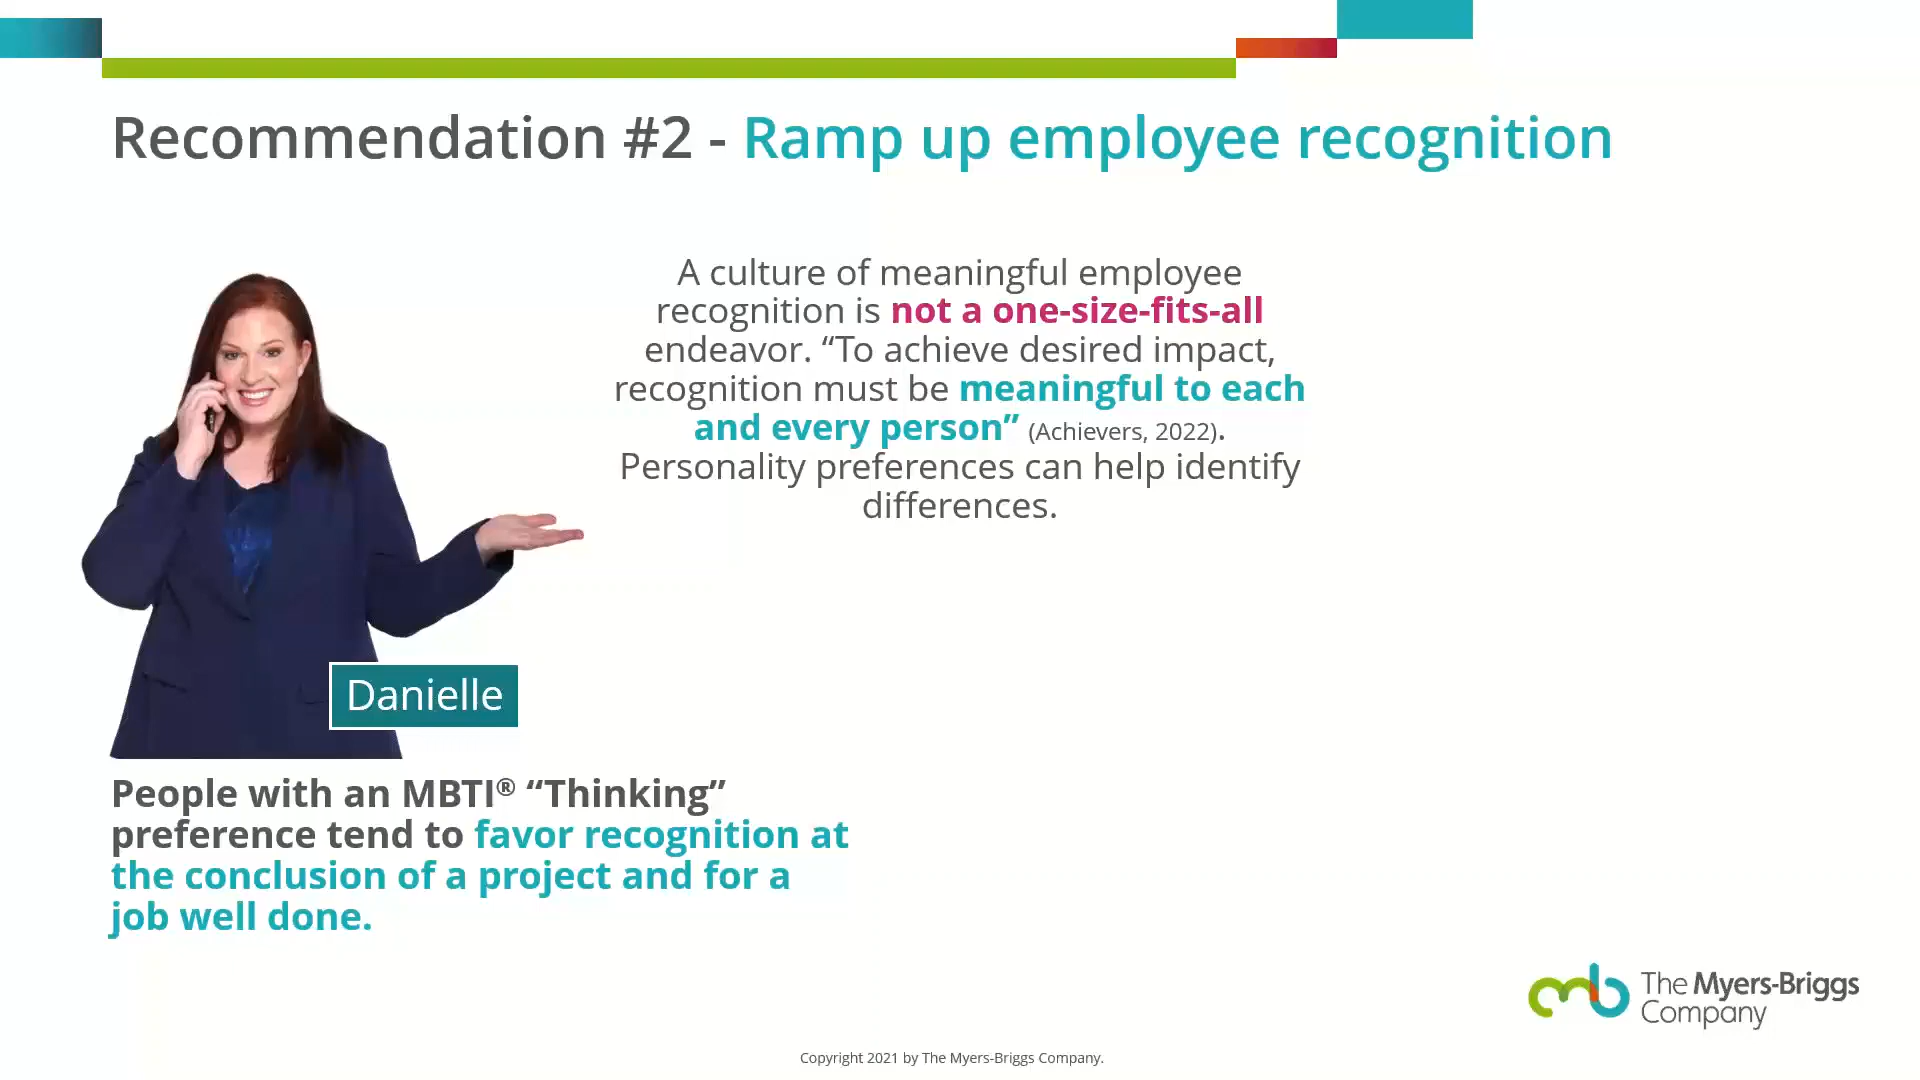 Recommendation #2 - Ramp up employee recognition
A culture of meaningful employee
recognition is not a one-size-fits-all
endeavor. “To achieve desired impact,
recognition must be meaningful to each
and every person” (Achievers, 2022).
Personality preferences can help identify
differences.
Danielle
People with an MBTI® “Thinking”
preference tend to favor recognition at
the conclusion of a project and for a
job well done.
The Myers-Briggs
Company
Copyright 2021 by The Myers-Briggs Company.